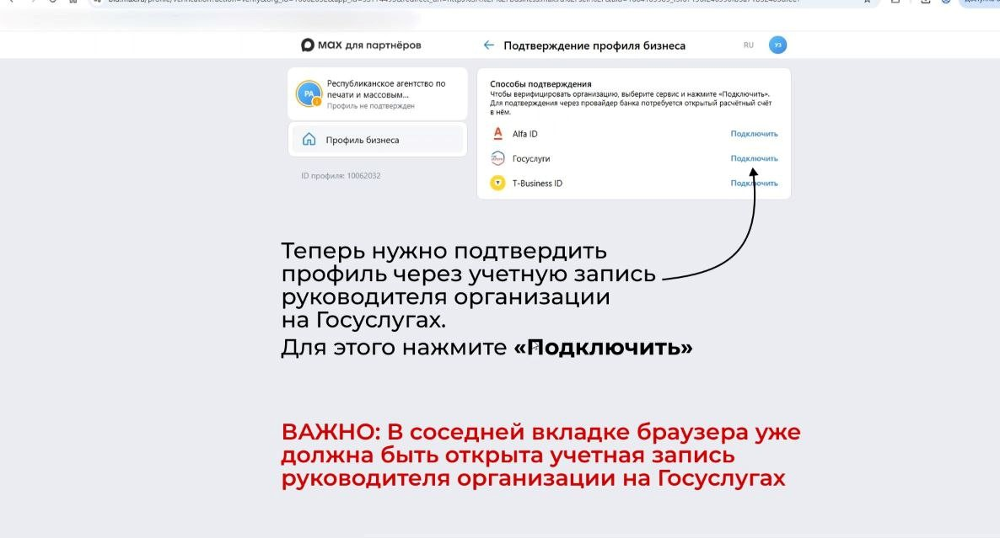 MAX для партнёров
Подтверждение профиля бизнеса
RU
УЗ
РА
Республиканское агентство по
печати и массовым...
Профиль не подтвержден
Профиль бизнеса
ID профиля: 10062032
Способы подтверждения
Чтобы верифицировать организацию, выберите сервис и нажмите «Подключить».
Для подтверждения через провайдер банка потребуется открытый расчётный счёт
в нём.
Alfa ID
Подключить
Госуслуги
Подключить
T-Business ID
Подключить
Теперь нужно подтвердить
профиль через учетную запись
руководителя организации
на Госуслугах.
Для этого нажмите «Подключить»
ВАЖНО: В соседней вкладке браузера уже
должна быть открыта учетная запись
руководителя организации на Госуслугах